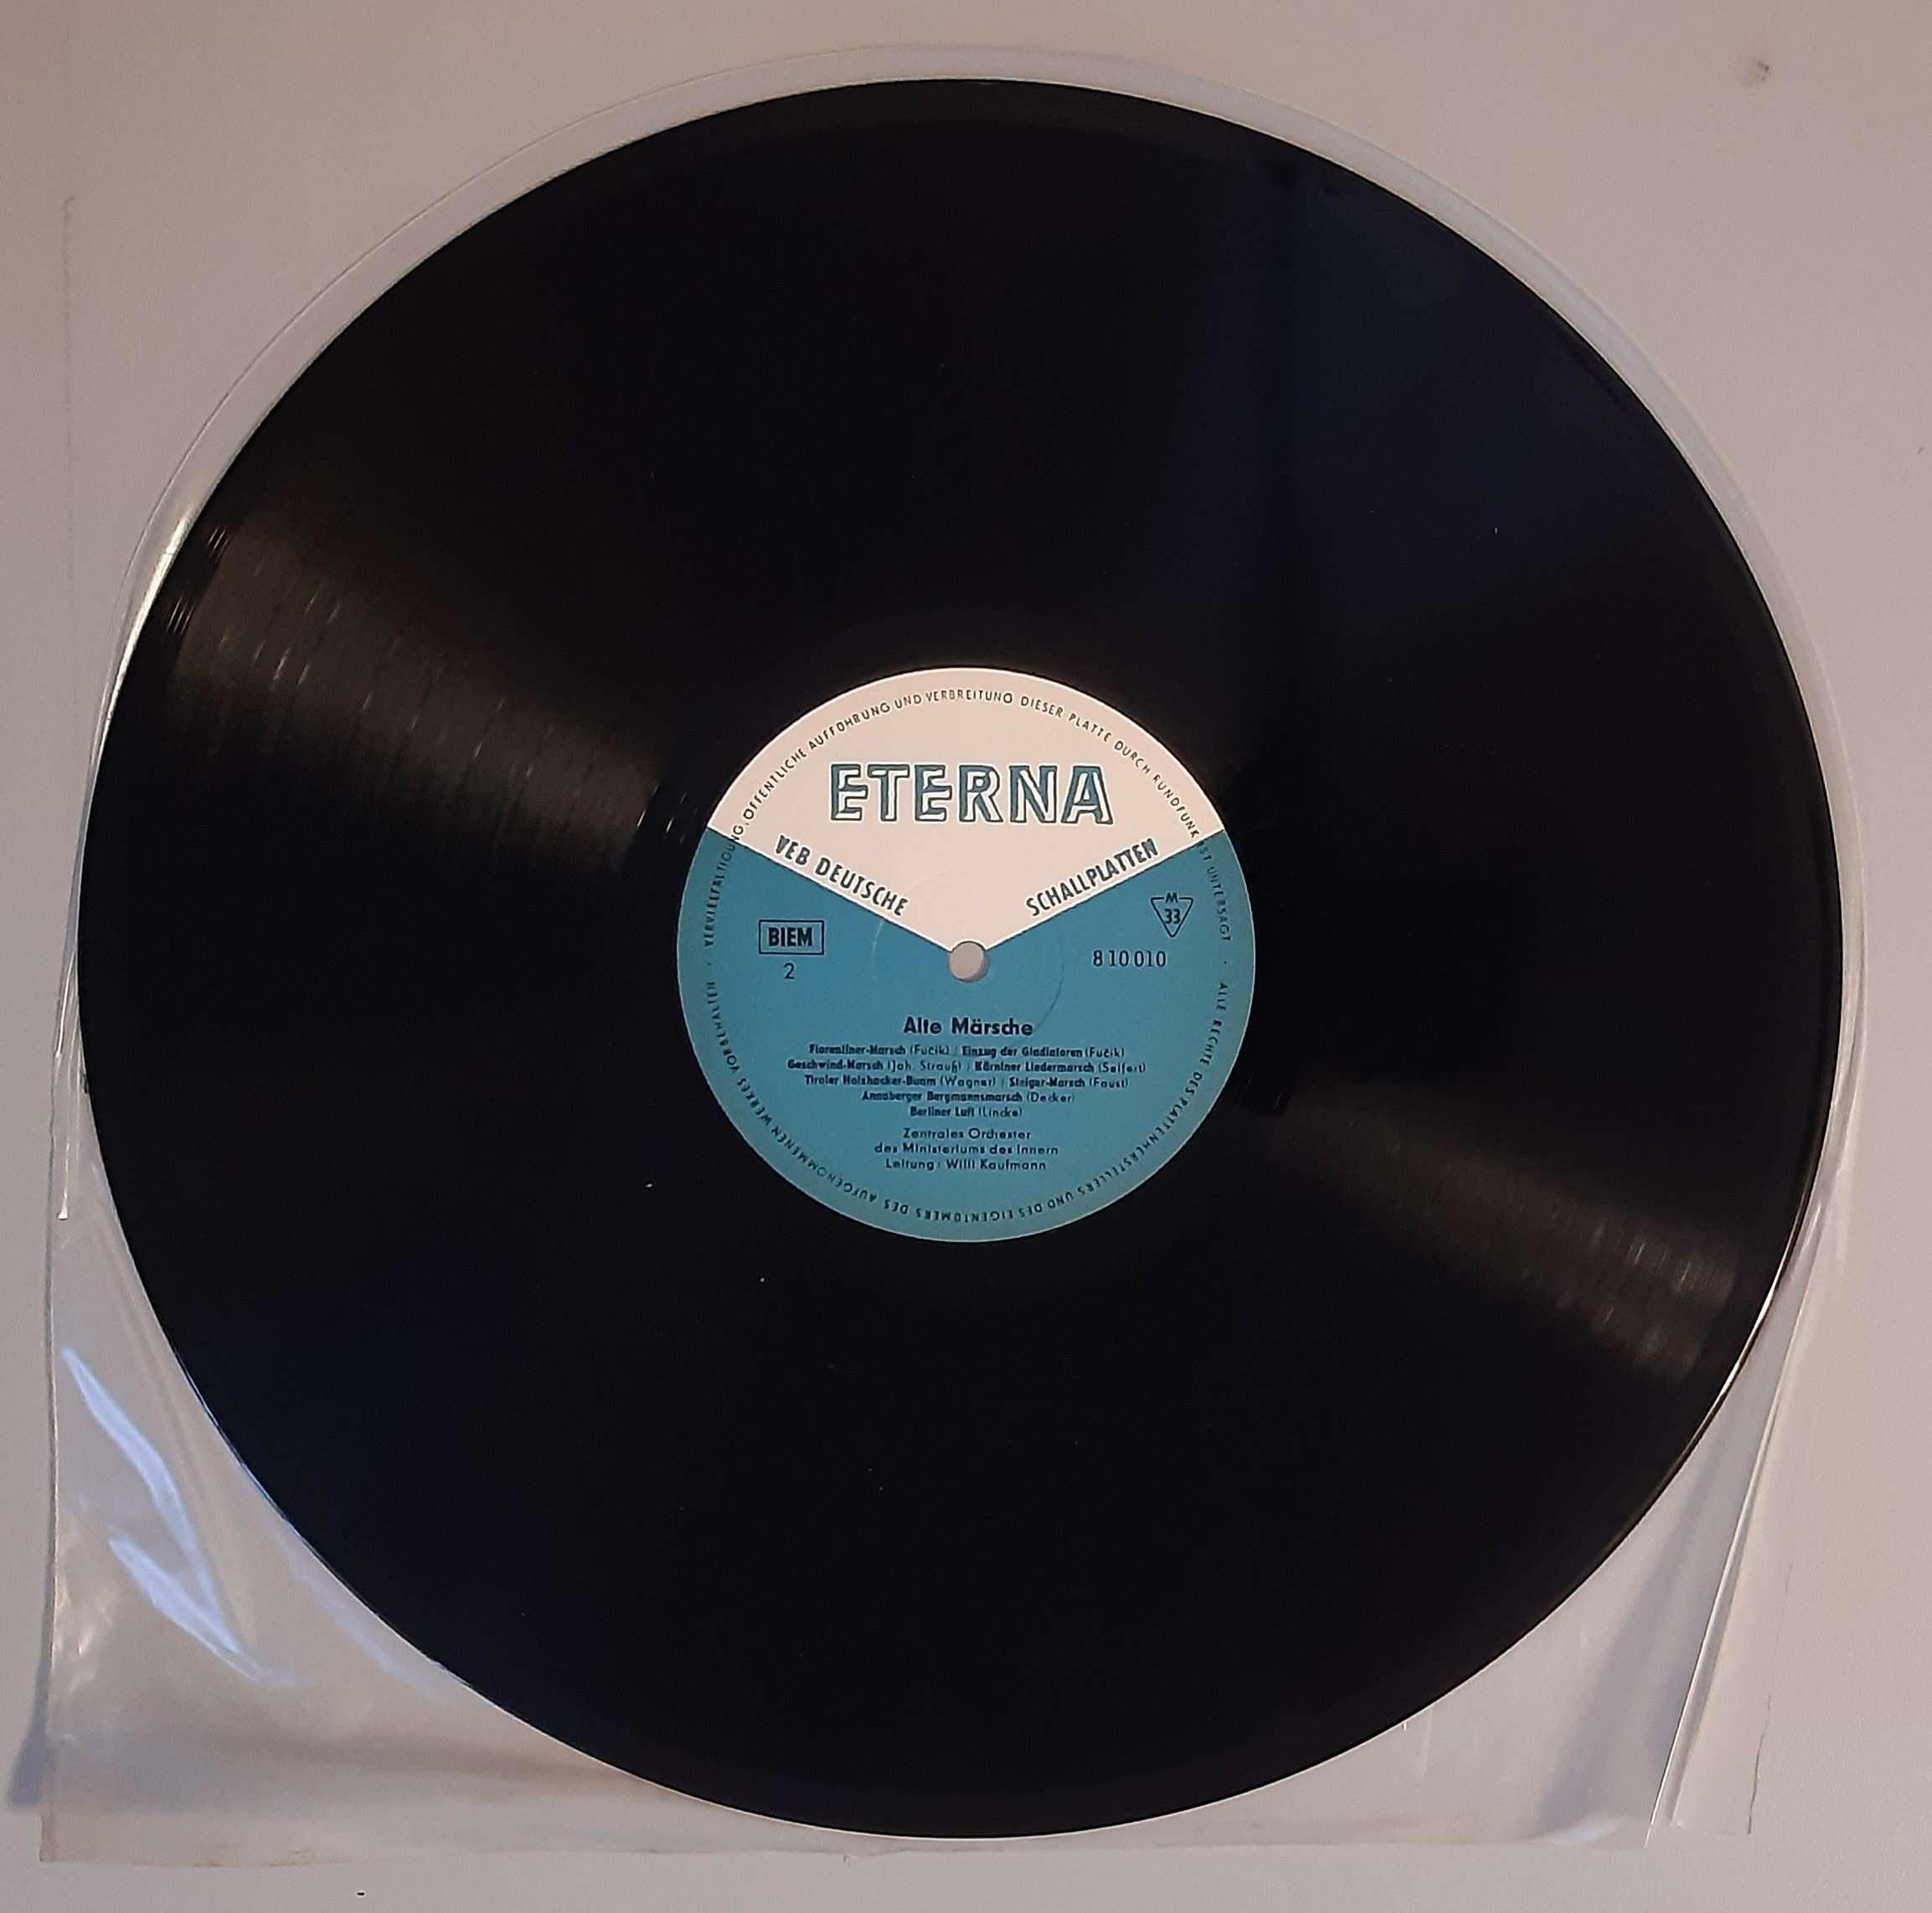 VERVIELFÄLTIGUNG, ÖFFENTLICHE AUFFÜHRUNG UND VERBREITUNG DIESER PLATTE DURCH RUNDFUNK IST UNTERSAGT · ALLE RECHTE DES PLATTENHERSTELLERS UND DES EIGENTÜMERS DES AUFGENOMMENEN WERKES VORBEHALTEN ·
ETERNA
VEB DEUTSCHE SCHALLPLATTEN
BIEM
2
M
33
8 10 010
Alte Märsche
Florentiner-Marsch (Fučik) / Einzug der Gladiatoren (Fučik)
Geschwind-Marsch (Joh. Strauß) / Kärntner Liedermarsch (Seifert)
Tiroler Holzhacker-Buam (Wagner) / Steiger-Marsch (Faust)
Annaberger Bergmannsmarsch (Decker)
Berliner Luft (Lincke)
Zentrales Orchester
des Ministeriums des Innern
Leitung: Willi Kaufmann